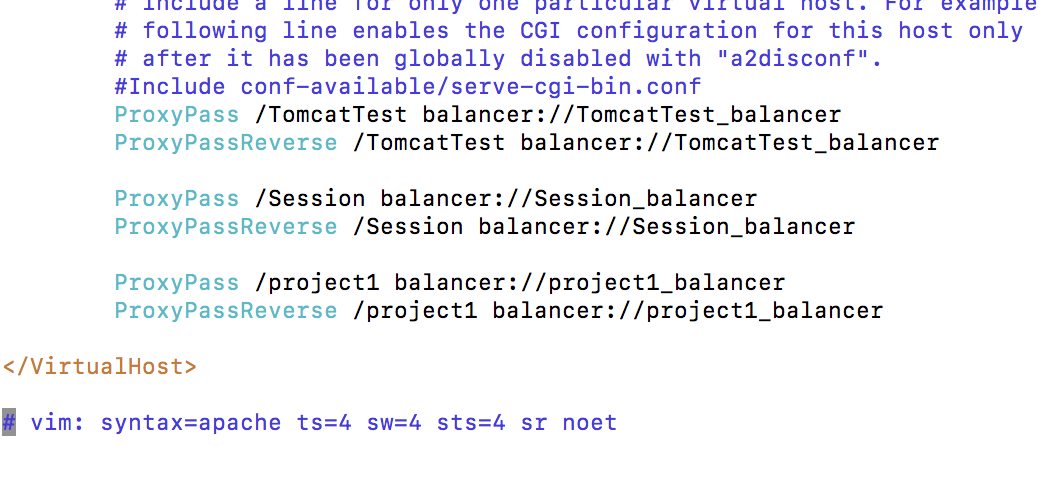 # include a line for only one particular virtual host. For example
# following line enables the CGI configuration for this host only
# after it has been globally disabled with "a2disconf".
#Include conf-available/serve-cgi-bin.conf
ProxyPass /TomcatTest balancer://TomcatTest_balancer
ProxyPassReverse /TomcatTest balancer://TomcatTest_balancer
ProxyPass /Session balancer://Session_balancer
ProxyPassReverse /Session balancer://Session_balancer
ProxyPass /project1 balancer://project1_balancer
ProxyPassReverse /project1 balancer://project1_balancer
</VirtualHost>
# vim: syntax=apache ts=4 sw=4 sts=4 sr noet